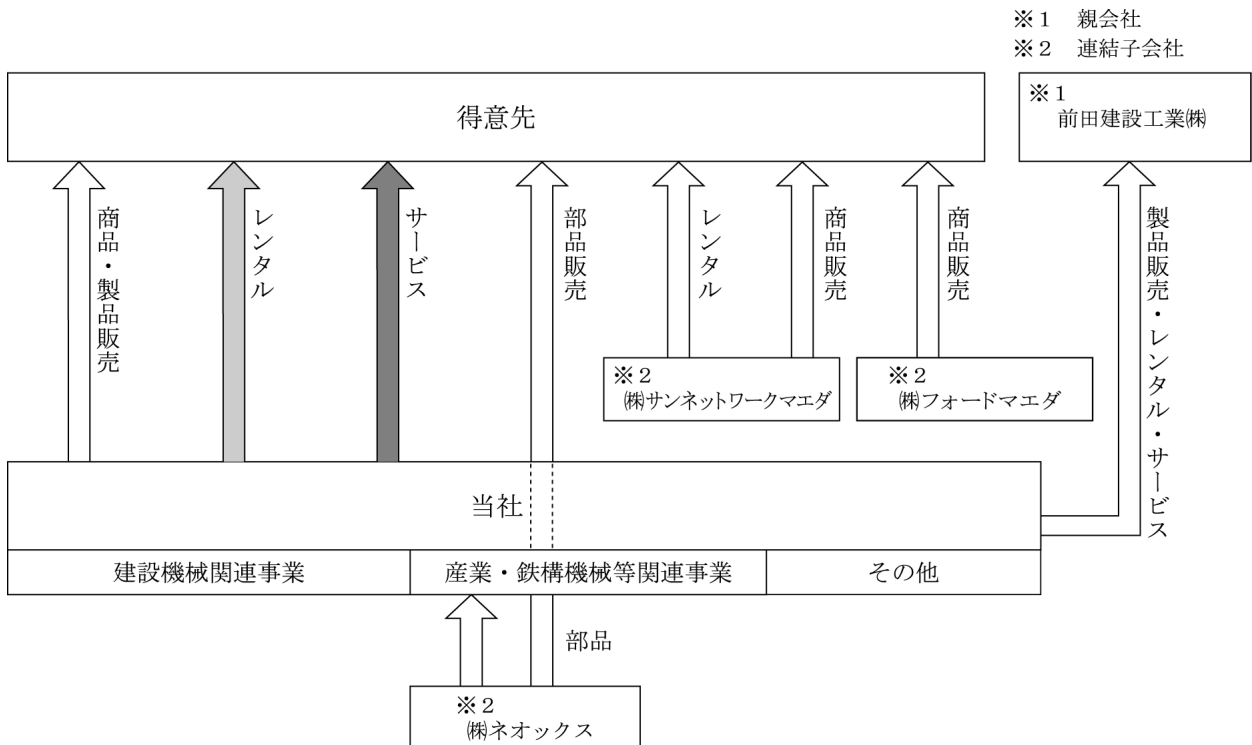 ※１　親会社
※２　連結子会社
得意先
※１
前田建設工業㈱
商品・製品販売
レンタル
サービス
部品販売
レンタル
商品販売
商品販売
製品販売・レンタル・サービス
※２
㈱サンネットワークマエダ
※２
㈱フォードマエダ
当社
建設機械関連事業
産業・鉄構機械等関連事業
その他
部品
※２
㈱ネオックス